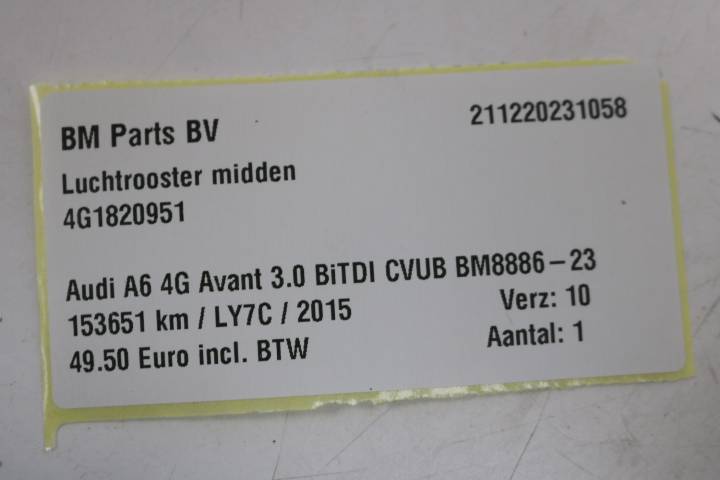 BM Parts BV 211220231058
Luchtrooster midden
4G1820951
Audi A6 4G Avant 3.0 BiTDI CVUB BM8886-23
153651 km / LY7C / 2015 Verz: 10
49.50 Euro incl. BTW Aantal: 1